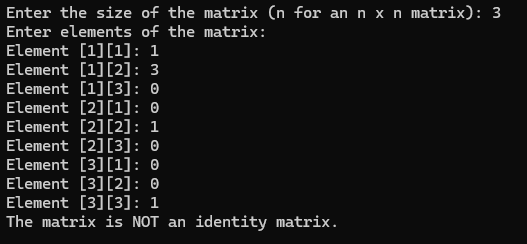 Enter the size of the matrix (n for an n x n matrix): 3
Enter elements of the matrix:
Element [1][1]: 1
Element [1][2]: 3
Element [1][3]: 0
Element [2][1]: 0
Element [2][2]: 1
Element [2][3]: 0
Element [3][1]: 0
Element [3][2]: 0
Element [3][3]: 1
The matrix is NOT an identity matrix.